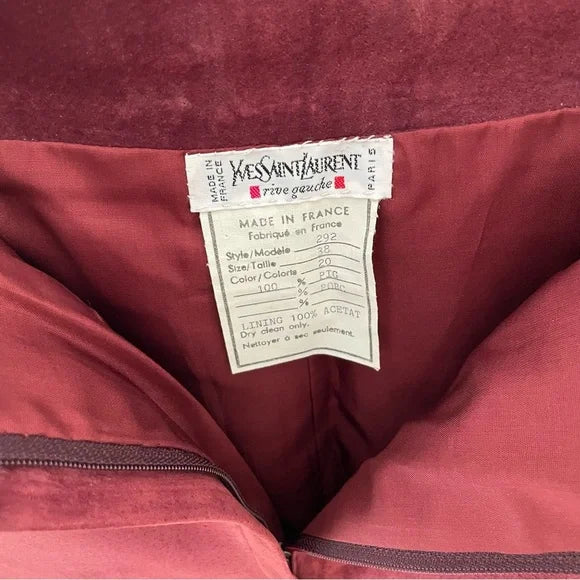 MADE IN
FRANCE
YVES SAINT LAURENT
rive gauche
PARIS
MADE IN FRANCE
Fabriqué en France
Style/Modèle 292
Size/Taille 38
Color/Coloris 20
100 % PIG
% PORC
%
LINING 100% ACETAT
Dry clean only.
Nettoyer à sec seulement.